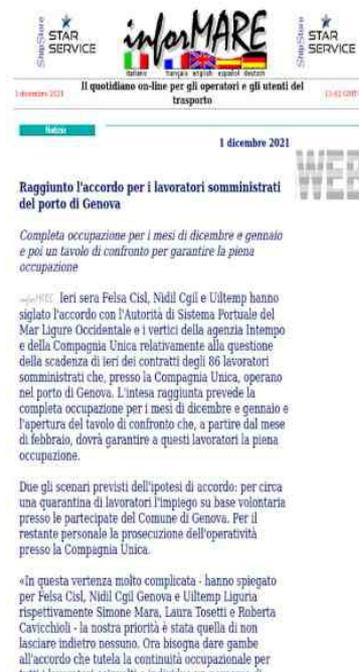 ShipStore
STAR
SERVICE
inforMARE
ShipStore
STAR
SERVICE
italiano français english español deutsch
1 dicembre 2021
Il quotidiano on-line per gli operatori e gli utenti del
trasporto
Notizie
1 dicembre 2021
WEB
Raggiunto l'accordo per i lavoratori somministrati
del porto di Genova
Completa occupazione per i mesi di dicembre e gennaio
e poi un tavolo di confronto per garantire la piena
occupazione
inforMARE Ieri sera Felsa Cisl, Nidil Cgil e Uiltemp hanno
siglato l'accordo con l'Autorità di Sistema Portuale del
Mar Ligure Occidentale e i vertici della agenzia Intempo
e della Compagnia Unica relativamente alla questione
della scadenza di ieri dei contratti degli 86 lavoratori
somministrati che, presso la Compagnia Unica, operano
nel porto di Genova. L'intesa raggiunta prevede la
completa occupazione per i mesi di dicembre e gennaio e
l'apertura del tavolo di confronto che, a partire dal mese
di febbraio, dovrà garantire a questi lavoratori la piena
occupazione.
Due gli scenari previsti dell'ipotesi di accordo: per circa
una quarantina di lavoratori l'impiego su base volontaria
presso le partecipate del Comune di Genova. Per il
restante personale la prosecuzione dell'operatività
presso la Compagnia Unica.
«In questa vertenza molto complicata - hanno spiegato
per Felsa Cisl, Nidil Cgil Genova e Uiltemp Liguria
rispettivamente Simone Mara, Laura Tosetti e Roberta
Cavicchioli - la nostra priorità è stata quella di non
lasciare indietro nessuno. Ora bisogna dare gambe
all'accordo che tutela la continuità occupazionale per